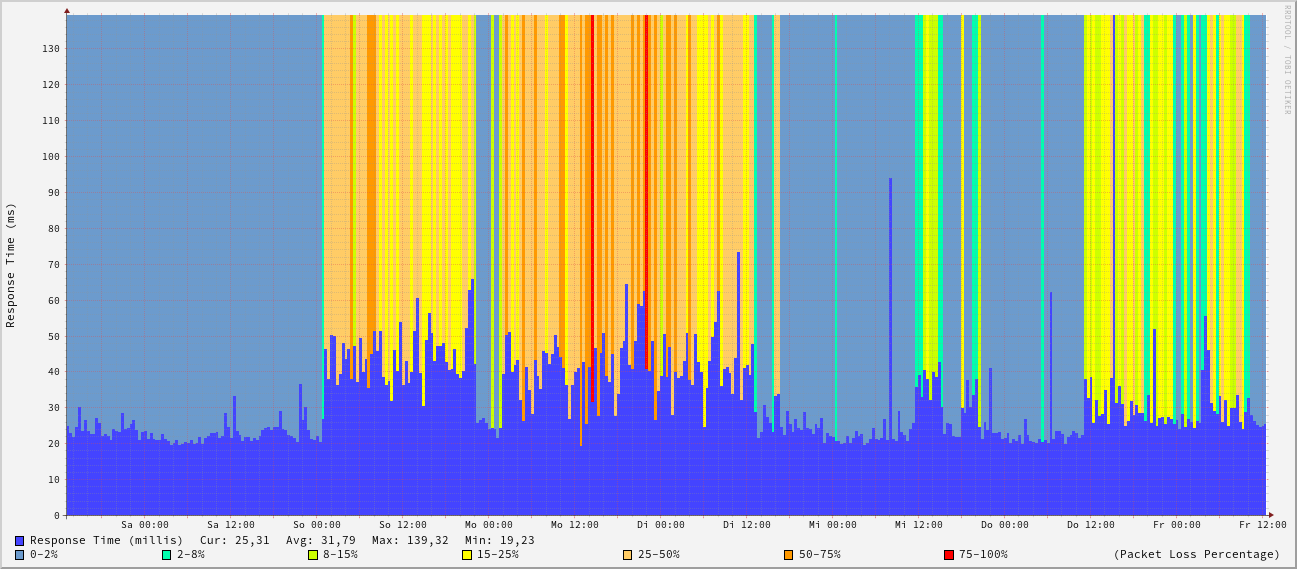 RRDTOOL / TOBI OETIKER
Response Time (ms)
130
120
110
100
90
80
70
60
50
40
30
20
10
0
Sa 00:00 Sa 12:00 So 00:00 So 12:00 Mo 00:00 Mo 12:00 Di 00:00 Di 12:00 Mi 00:00 Mi 12:00 Do 00:00 Do 12:00 Fr 00:00 Fr 12:00
Response Time (millis) Cur: 25,31 Avg: 31,79 Max: 139,32 Min: 19,23
0-2% 2-8% 8-15% 15-25% 25-50% 50-75% 75-100% (Packet Loss Percentage)